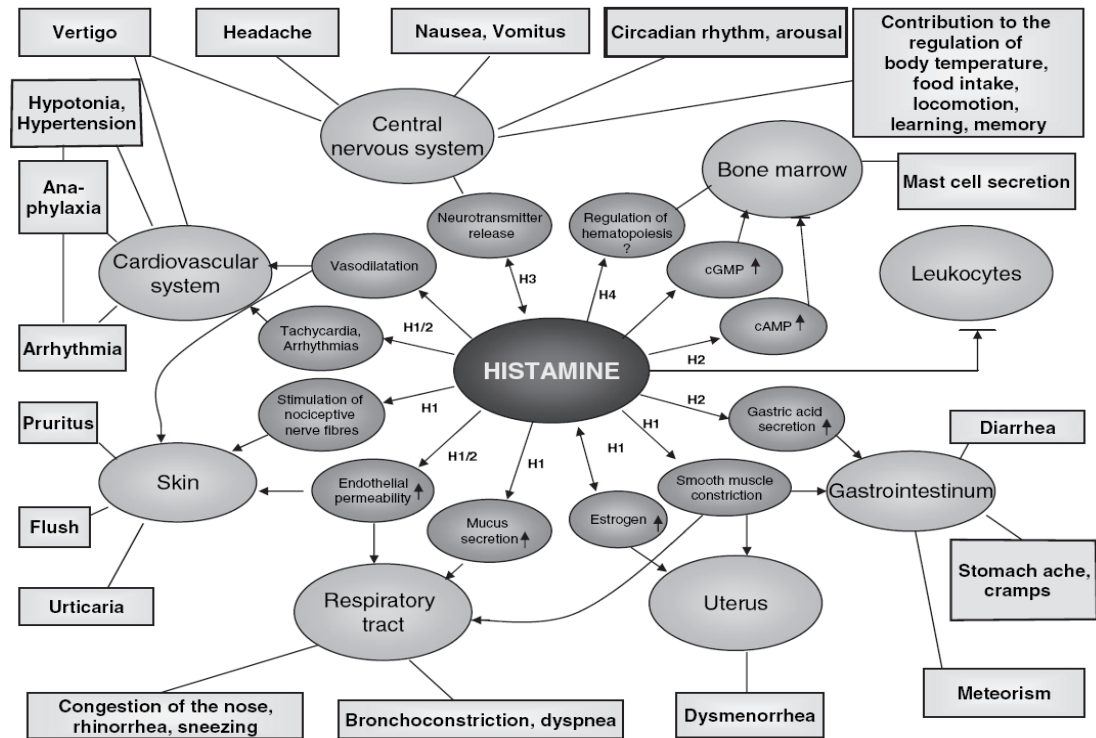 Vertigo
Headache
Nausea, Vomitus
Circadian rhythm, arousal
Contribution to the
the regulation of
body temperature,
food intake,
locomotion,
learning, memory
Hypotonia,
Hypertension
Central
nervous system
Bone marrow
Mast cell secretion
Ana-
phylaxia
Neurotransmitter
release
Regulation of
hematopoiesis
?
Cardiovascular
system
Vasodilatation
H3
H4
cGMP
Leukocytes
Arrhythmia
Tachycardia,
Arrhythmias
H1/2
cAMP
H2
HISTAMINE
Stimulation of
nociceptive
nerve fibres
H1
H2
Gastric acid
secretion
Pruritus
H1
Diarrhea
H1/2
H1
H1
Skin
Endothelial
permeability
Smooth muscle
constriction
Gastrointestinum
Flush
Mucus
secretion
Estrogen
Stomach ache,
cramps
Urticaria
Respiratory
tract
Uterus
Meteorism
Congestion of the nose,
rhinorrhea, sneezing
Bronchoconstriction, dyspnea
Dysmenorrhea